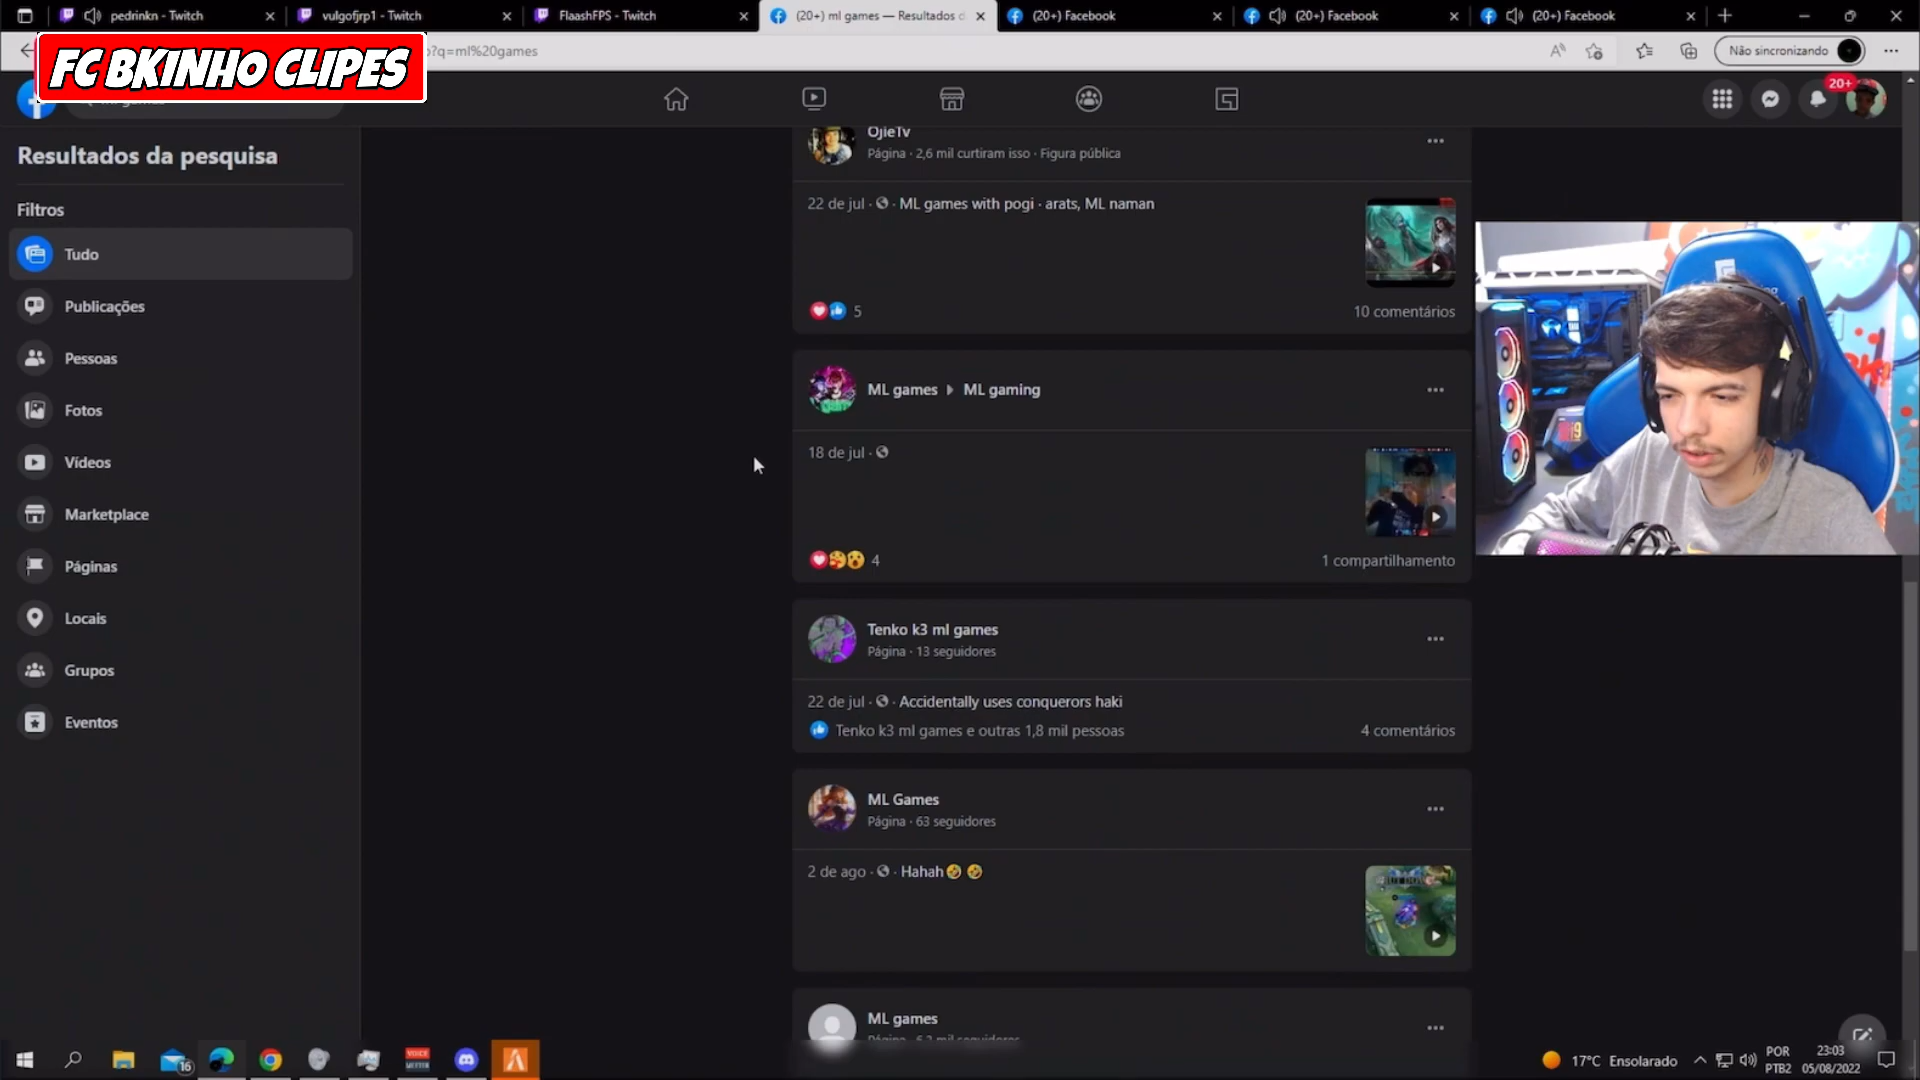 pedrinkn - Twitch
vulgofjrp1 - Twitch
FlaashFPS - Twitch
(20+) ml games — Resultados d
(20+) Facebook
(20+) Facebook
(20+) Facebook
?q=ml%20games
Não sincronizando
FC BKINHO CLIPES
20+
Resultados da pesquisa
Filtros
Tudo
Publicações
Pessoas
Fotos
Vídeos
Marketplace
Páginas
Locais
Grupos
Eventos
OjieTv
Página · 2,6 mil curtiram isso · Figura pública
22 de jul · ML games with pogi · arats, ML naman
5
10 comentários
ML games ML gaming
18 de jul ·
4
1 compartilhamento
Tenko k3 ml games
Página · 13 seguidores
22 de jul · Accidentally uses conquerors haki
Tenko k3 ml games e outras 1,8 mil pessoas
4 comentários
ML Games
Página · 63 seguidores
2 de ago · Hahah🤣 🤣
ML games
16
VOICE
MEETER
17°C Ensolarado
POR
PTB2
23:03
05/08/2022